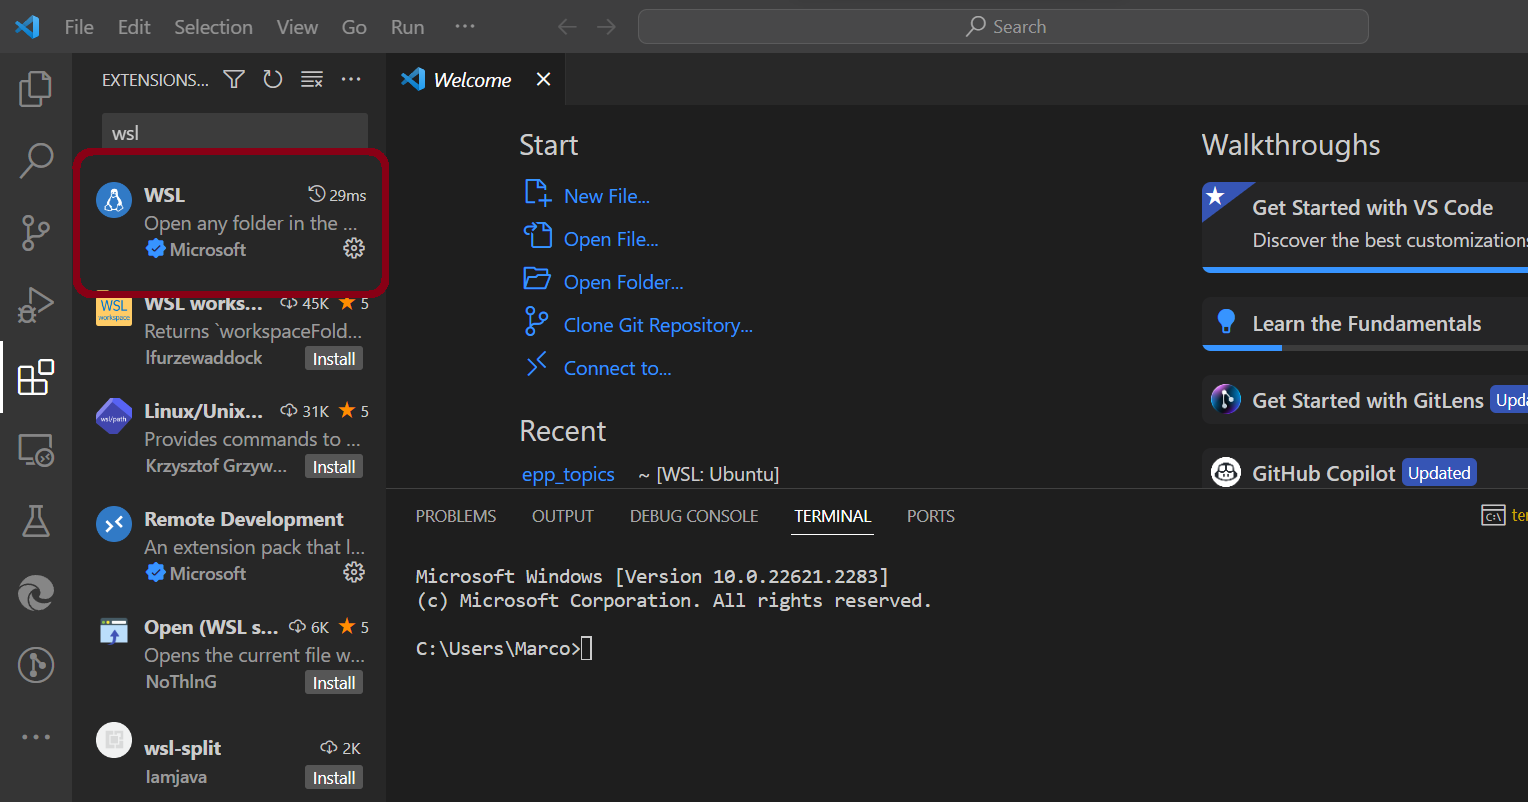 File Edit Selection View Go Run ···
Search
EXTENSIONS... ···
wsl
WSL 29ms
Open any folder in the ...
Microsoft
WSL
workspace
WSL works... 45K 5
Returns `workspaceFold...
lfurzewaddock Install
wsl/path
Linux/Unix... 31K 5
Provides commands to ...
Krzysztof Grzyw... Install
Remote Development
An extension pack that l...
Microsoft
Open (WSL s... 6K 5
Opens the current file w...
NoThlnG Install
wsl-split 2K
lamjava Install
Welcome
Start
New File...
Open File...
Open Folder...
Clone Git Repository...
Connect to...
Recent
epp_topics ~ [WSL: Ubuntu]
Walkthroughs
Get Started with VS Code
Discover the best customizations
Learn the Fundamentals
Get Started with GitLens Upda
GitHub Copilot Updated
PROBLEMS OUTPUT DEBUG CONSOLE TERMINAL PORTS
C:\ ter
Microsoft Windows [Version 10.0.22621.2283]
(c) Microsoft Corporation. All rights reserved.
C:\Users\Marco>